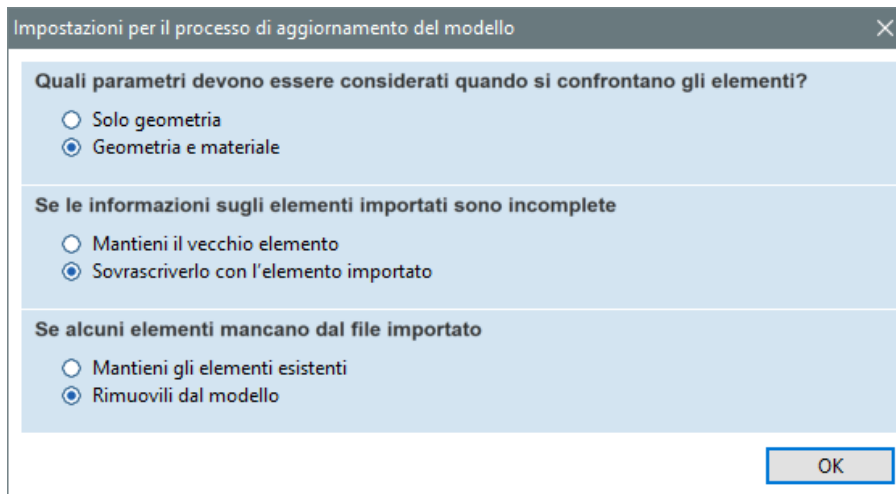 Impostazioni per il processo di aggiornamento del modello
Quali parametri devono essere considerati quando si confrontano gli elementi?
Solo geometria
Geometria e materiale
Se le informazioni sugli elementi importati sono incomplete
Mantieni il vecchio elemento
Sovrascriverlo con l'elemento importato
Se alcuni elementi mancano dal file importato
Mantieni gli elementi esistenti
Rimuovili dal modello
OK